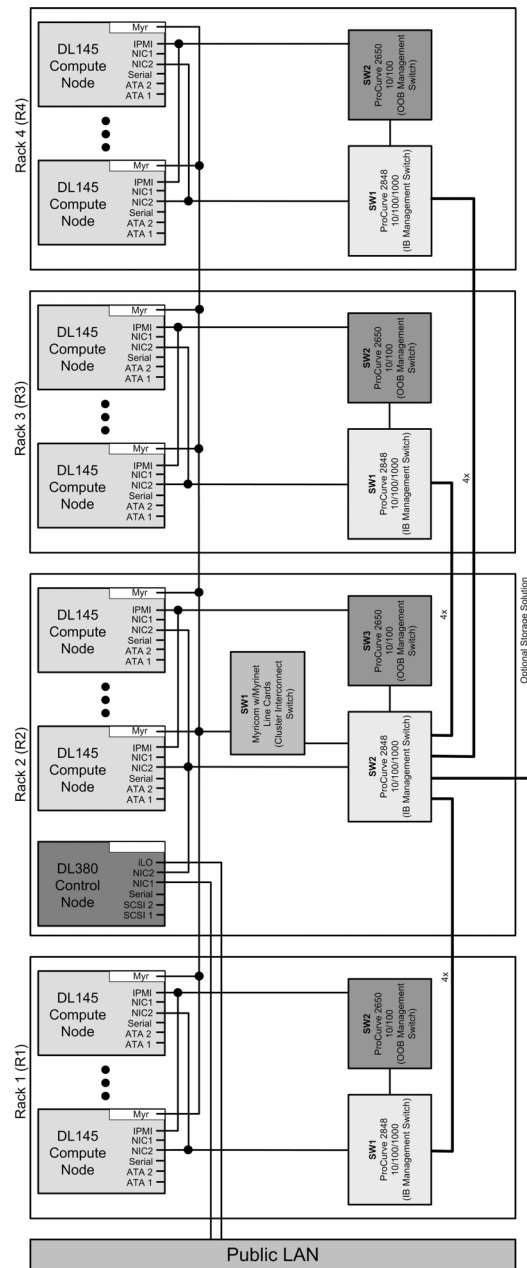 Rack 4 (R4)
DL145
Compute
Node
Myr
IPMI
NIC1
NIC2
Serial
ATA 2
ATA 1
DL145
Compute
Node
Myr
IPMI
NIC1
NIC2
Serial
ATA 2
ATA 1
SW2
ProCurve 2650
10/100
(OOB Management
Switch)
SW1
ProCurve 2848
10/100/1000
(IB Management Switch)
Rack 3 (R3)
DL145
Compute
Node
Myr
IPMI
NIC1
NIC2
Serial
ATA 2
ATA 1
DL145
Compute
Node
Myr
IPMI
NIC1
NIC2
Serial
ATA 2
ATA 1
SW2
ProCurve 2650
10/100
(OOB Management
Switch)
SW1
ProCurve 2848
10/100/1000
(IB Management Switch)
4x
Rack 2 (R2)
DL145
Compute
Node
Myr
IPMI
NIC1
NIC2
Serial
ATA 2
ATA 1
DL145
Compute
Node
Myr
IPMI
NIC1
NIC2
Serial
ATA 2
ATA 1
DL380
Control
Node
iLO
NIC2
NIC1
Serial
SCSI 2
SCSI 1
SW1
Myricom w/Myrinet
Line Cards
(Cluster Interconnect
Switch)
SW3
ProCurve 2650
10/100
(OOB Management
Switch)
SW2
ProCurve 2848
10/100/1000
(IB Management Switch)
4x
Optional Storage Solution
Rack 1 (R1)
DL145
Compute
Node
Myr
IPMI
NIC1
NIC2
Serial
ATA 2
ATA 1
DL145
Compute
Node
Myr
IPMI
NIC1
NIC2
Serial
ATA 2
ATA 1
SW2
ProCurve 2650
10/100
(OOB Management
Switch)
SW1
ProCurve 2848
10/100/1000
(IB Management Switch)
4x
Public LAN